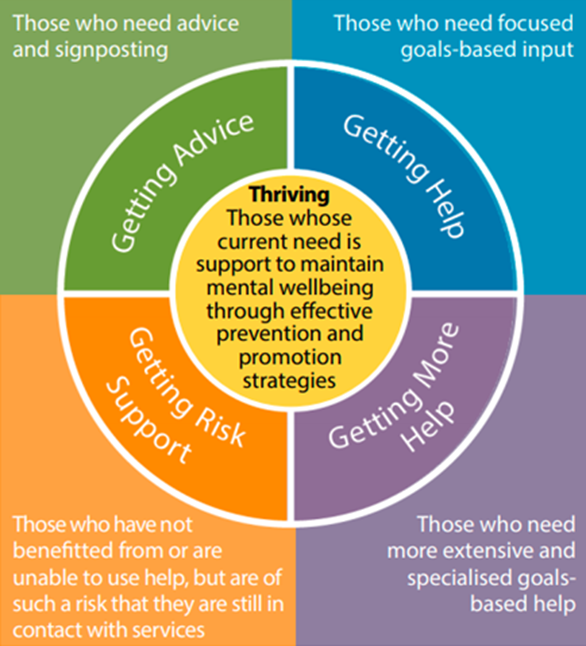 Those who need advice
and signposting
Those who need focused
goals-based input
Getting Advice
Getting Help
Thriving
Those whose
current need is
support to maintain
mental wellbeing
through effective
prevention and
promotion
strategies
Getting Risk
Support
Getting More
Help
Those who have not
benefitted from or are
unable to use help, but are of
such a risk that they are still in
contact with services
Those who need
more extensive and
specialised goals-
based help